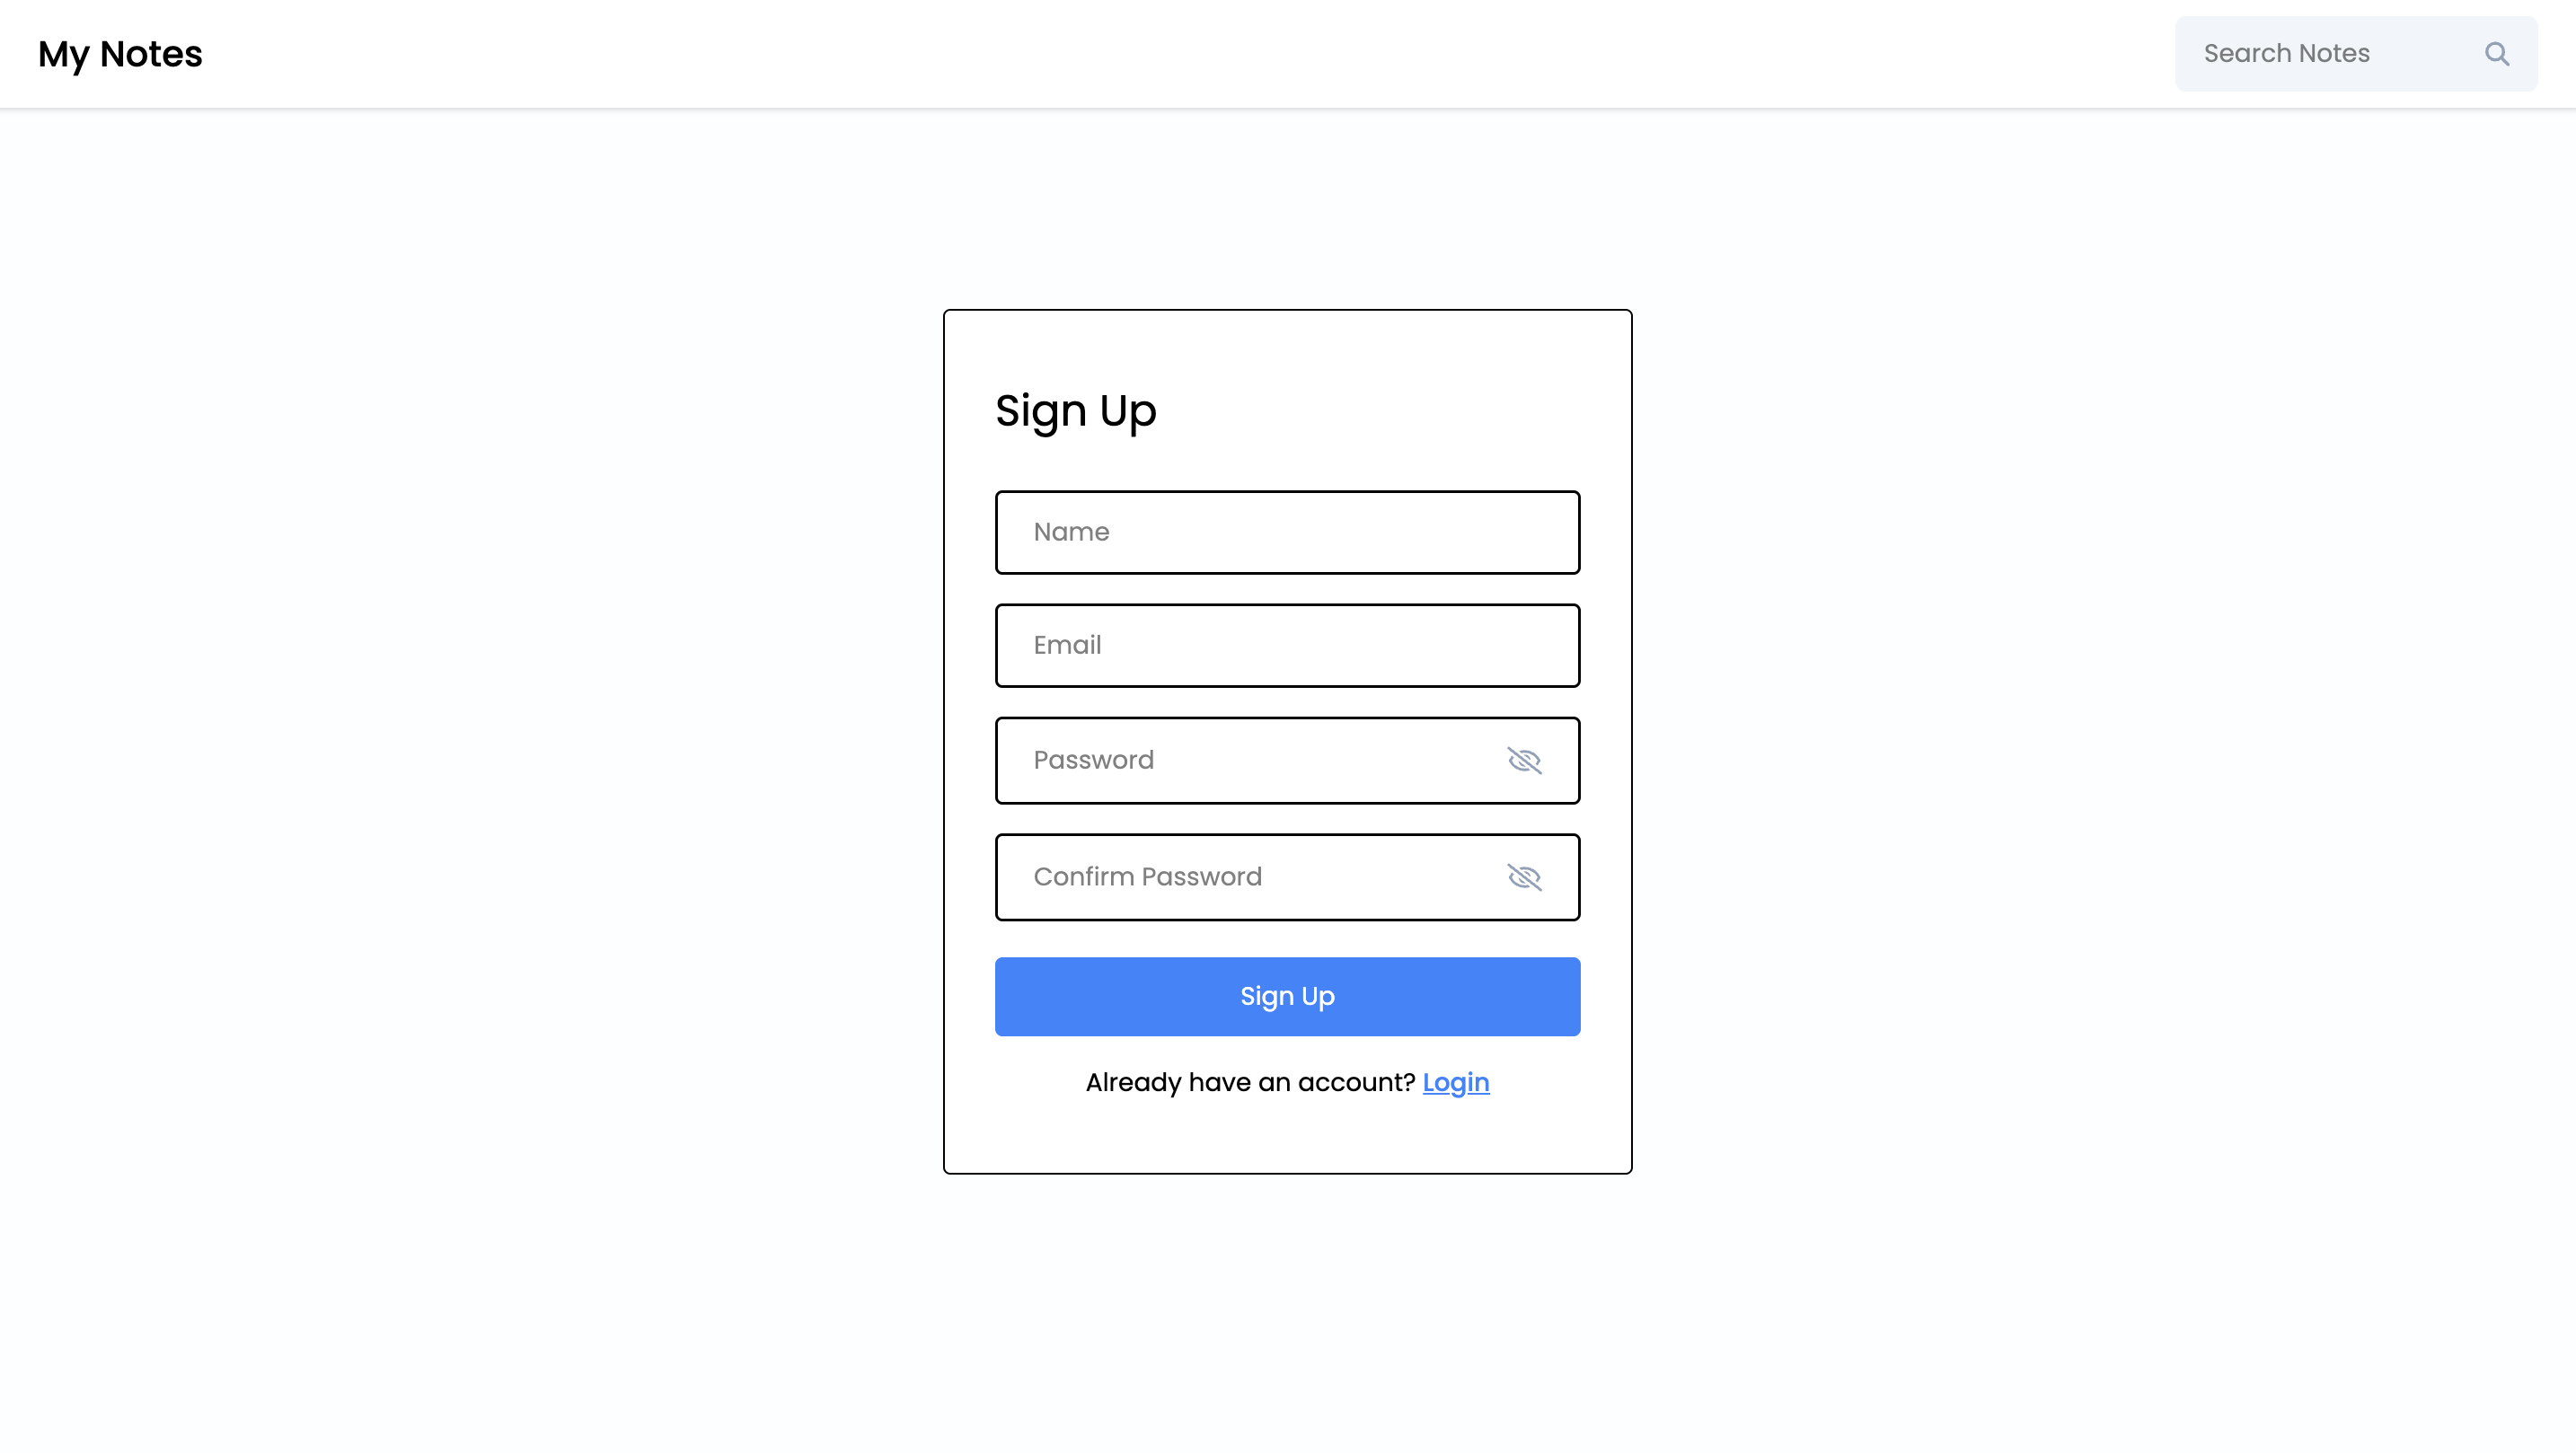 My Notes
Search Notes
Sign Up
Name
Email
Password
Confirm Password
Sign Up
Already have an account? Login